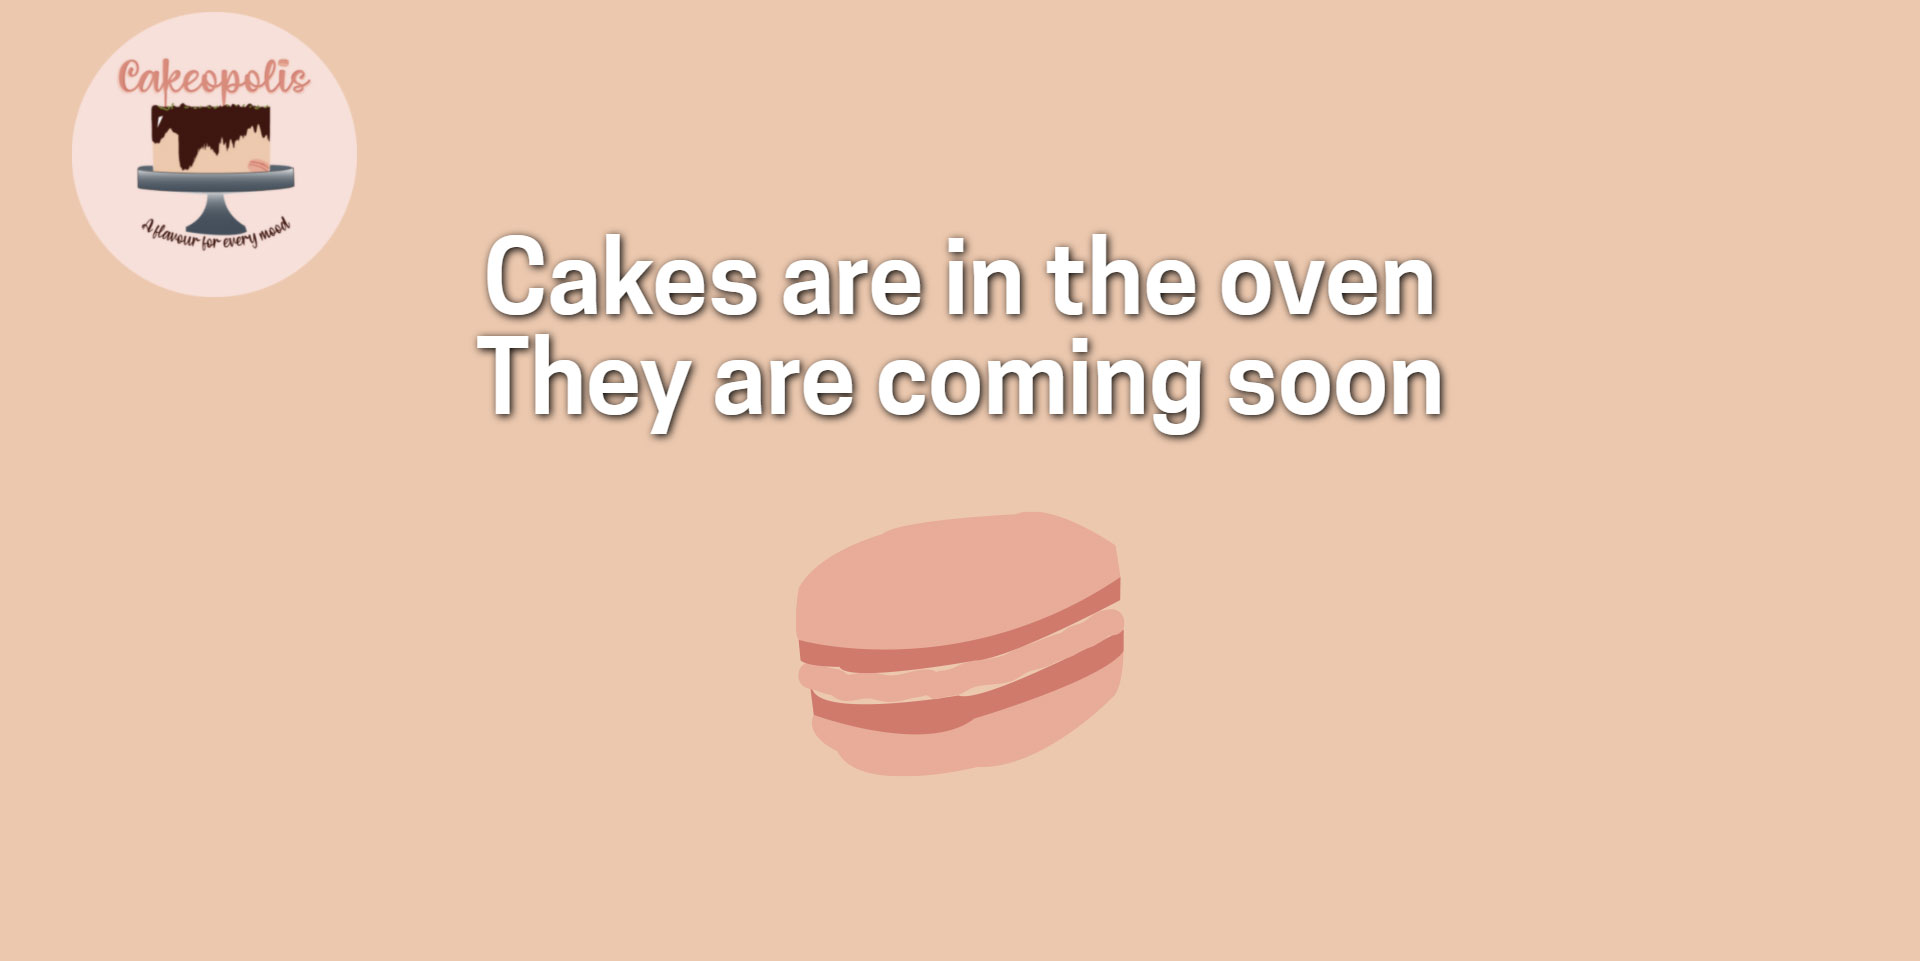 Cakeopolis
A flavour for every mood
Cakes are in the oven
They are coming soon